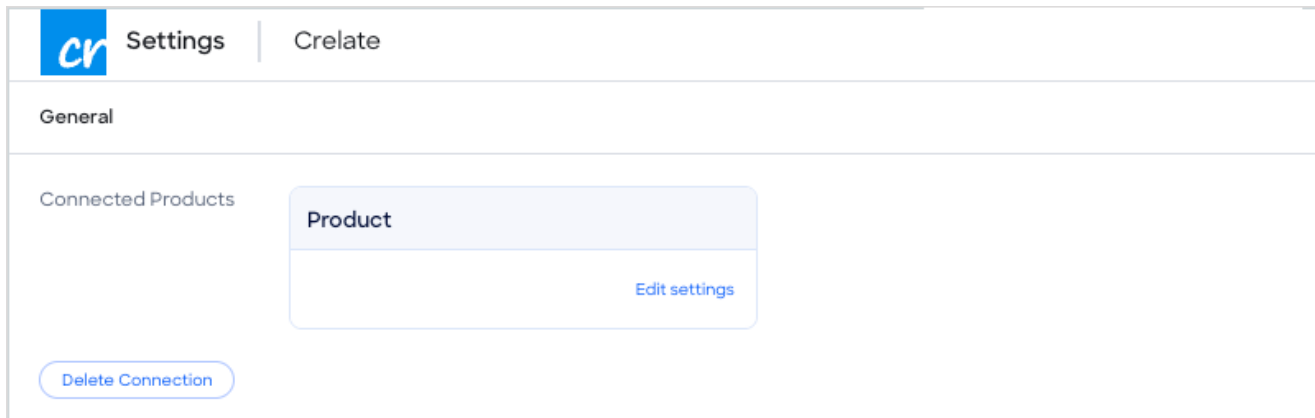 cr Settings Crelate
General
Connected Products
Product
Edit settings
Delete Connection